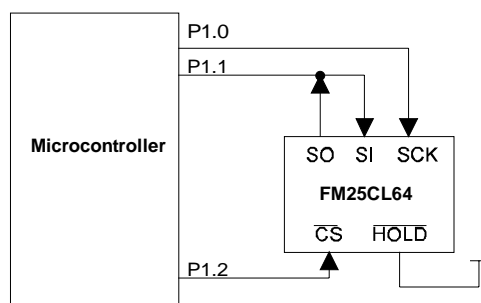 P1.0
P1.1
Microcontroller
SO SI SCK
FM25CL64
CS HOLD
P1.2